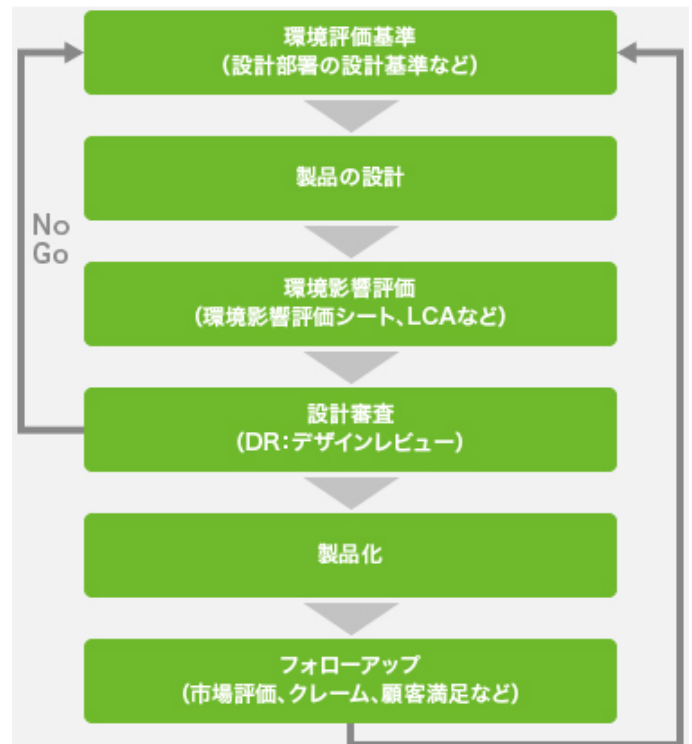 環境評価基準
(設計部署の設計基準など)
製品の設計
No
Go
環境影響評価
(環境影響評価シート、LCAなど)
設計審査
(DR:デザインレビュー)
製品化
フォローアップ
(市場評価、クレーム、顧客満足など)